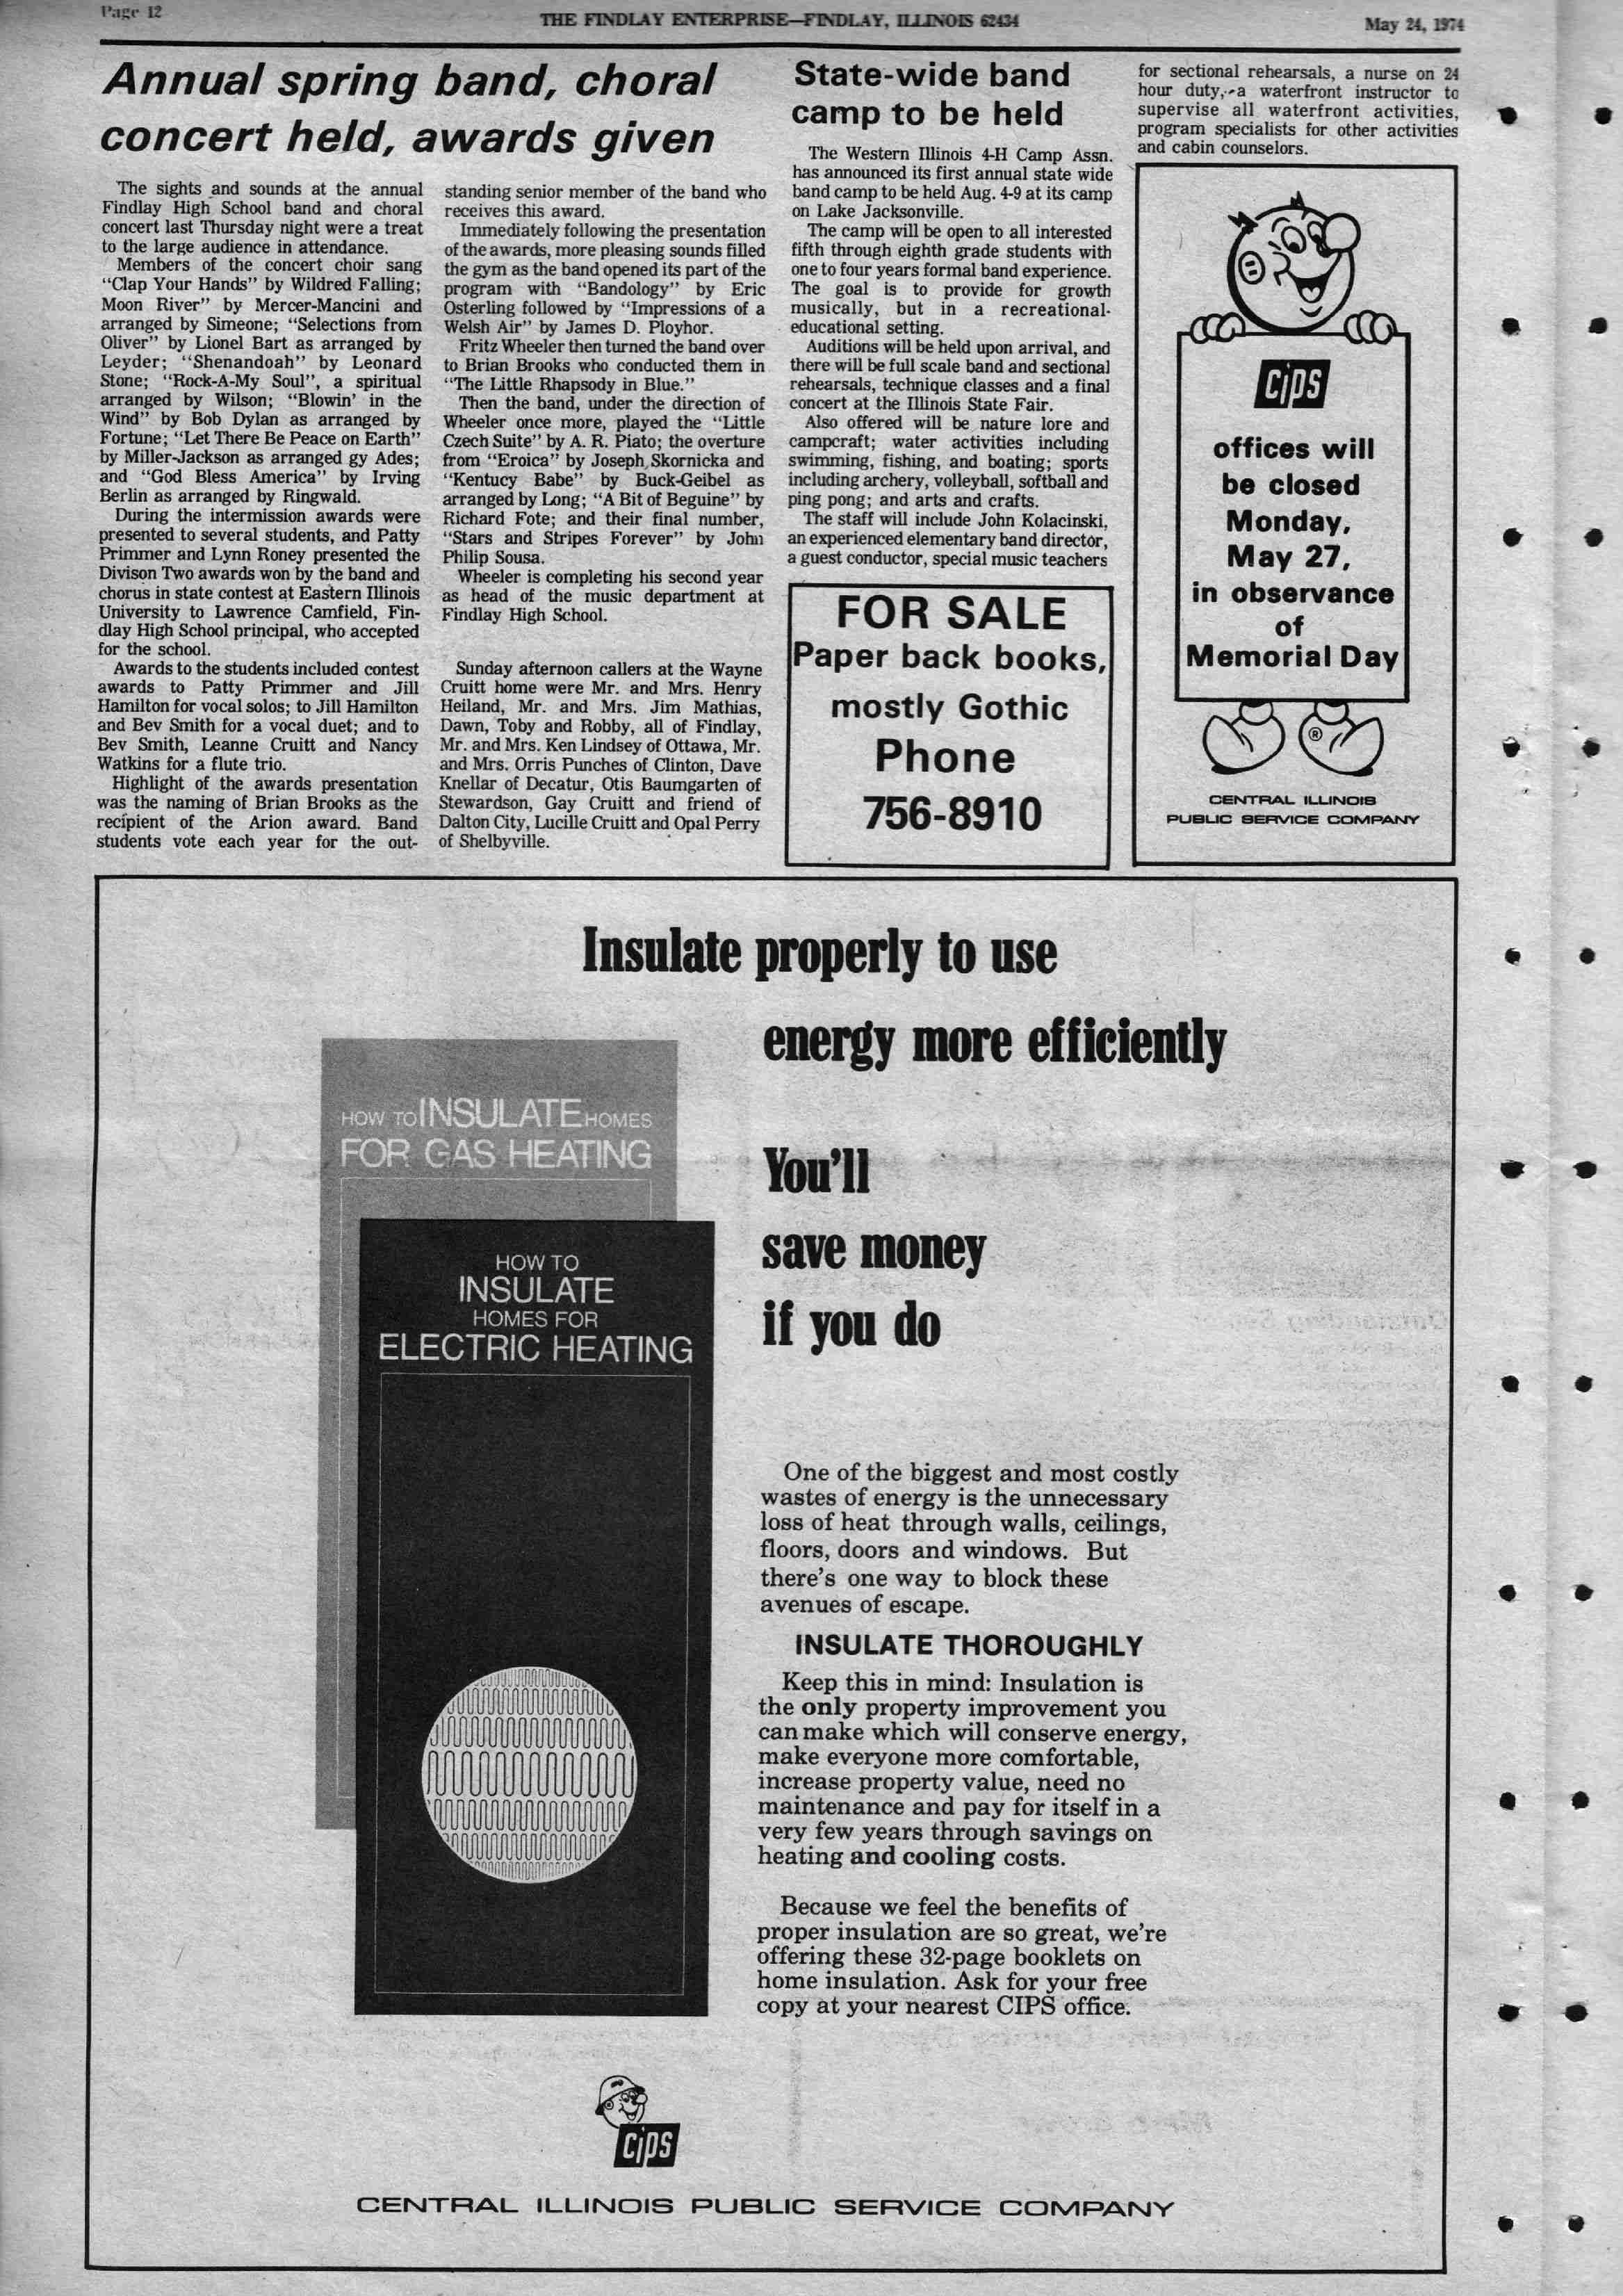 Page 12
THE FINDLAY ENTERPRISE—FINDLAY, ILLINOIS 62434
May 24, 1974
Annual spring band, choral
concert held, awards given
The sights and sounds at the annual
Findlay High School band and choral
concert last Thursday night were a treat
to the large audience in attendance.
Members of the concert choir sang
“Clap Your Hands” by Wildred Falling;
Moon River” by Mercer-Mancini and
arranged by Simeone; “Selections from
Oliver” by Lionel Bart as arranged by
Leyder; “Shenandoah” by Leonard
Stone; “Rock-A-My Soul”, a spiritual
arranged by Wilson; “Blowin’ in the
Wind” by Bob Dylan as arranged by
Fortune; “Let There Be Peace on Earth”
by Miller-Jackson as arranged gy Ades;
and “God Bless America” by Irving
Berlin as arranged by Ringwald.
During the intermission awards were
presented to several students, and Patty
Primmer and Lynn Roney presented the
Divison Two awards won by the band and
chorus in state contest at Eastern Illinois
University to Lawrence Camfield, Fin-
dlay High School principal, who accepted
for the school.
Awards to the students included contest
awards to Patty Primmer and Jill
Hamilton for vocal solos; to Jill Hamilton
and Bev Smith for a vocal duet; and to
Bev Smith, Leanne Cruitt and Nancy
Watkins for a flute trio.
Highlight of the awards presentation
was the naming of Brian Brooks as the
recipient of the Arion award. Band
students vote each year for the out-
standing senior member of the band who
receives this award.
Immediately following the presentation
of the awards, more pleasing sounds filled
the gym as the band opened its part of the
program with “Bandology” by Eric
Osterling followed by “Impressions of a
Welsh Air” by James D. Ployhor.
Fritz Wheeler then turned the band over
to Brian Brooks who conducted them in
“The Little Rhapsody in Blue.”
Then the band, under the direction of
Wheeler once more, played the “Little
Czech Suite” by A. R. Piato; the overture
from “Eroica” by Joseph Skornicka and
“Kentucy Babe” by Buck-Geibel as
arranged by Long; “A Bit of Beguine” by
Richard Fote; and their final number,
“Stars and Stripes Forever” by John
Philip Sousa.
Wheeler is completing his second year
as head of the music department at
Findlay High School.
Sunday afternoon callers at the Wayne
Cruitt home were Mr. and Mrs. Henry
Heiland, Mr. and Mrs. Jim Mathias,
Dawn, Toby and Robby, all of Findlay,
Mr. and Mrs. Ken Lindsey of Ottawa, Mr.
and Mrs. Orris Punches of Clinton, Dave
Knellar of Decatur, Otis Baumgarten of
Stewardson, Gay Cruitt and friend of
Dalton City, Lucille Cruitt and Opal Perry
of Shelbyville.
State-wide band
camp to be held
The Western Illinois 4-H Camp Assn.
has announced its first annual state wide
band camp to be held Aug. 4-9 at its camp
on Lake Jacksonville.
The camp will be open to all interested
fifth through eighth grade students with
one to four years formal band experience.
The goal is to provide for growth
musically, but in a recreational-
educational setting.
Auditions will be held upon arrival, and
there will be full scale band and sectional
rehearsals, technique classes and a final
concert at the Illinois State Fair.
Also offered will be nature lore and
campcraft; water activities including
swimming, fishing, and boating; sports
including archery, volleyball, softball and
ping pong; and arts and crafts.
The staff will include John Kolacinski,
an experienced elementary band director,
a guest conductor, special music teachers
for sectional rehearsals, a nurse on 24
hour duty, a waterfront instructor to
supervise all waterfront activities,
program specialists for other activities
and cabin counselors.
FOR SALE
Paper back books,
mostly Gothic
Phone
756-8910
CIPS
offices will
be closed
Monday,
May 27,
in observance
of
Memorial Day
®
CENTRAL ILLINOIS
PUBLIC SERVICE COMPANY
Insulate properly to use
energy more efficiently
You’ll
save money
if you do
HOW TO INSULATE HOMES
FOR GAS HEATING
HOW TO
INSULATE
HOMES FOR
ELECTRIC HEATING
One of the biggest and most costly
wastes of energy is the unnecessary
loss of heat through walls, ceilings,
floors, doors and windows. But
there’s one way to block these
avenues of escape.
INSULATE THOROUGHLY
Keep this in mind: Insulation is
the only property improvement you
can make which will conserve energy,
make everyone more comfortable,
increase property value, need no
maintenance and pay for itself in a
very few years through savings on
heating and cooling costs.
Because we feel the benefits of
proper insulation are so great, we’re
offering these 32-page booklets on
home insulation. Ask for your free
copy at your nearest CIPS office.
CIPS
CENTRAL ILLINOIS PUBLIC SERVICE COMPANY